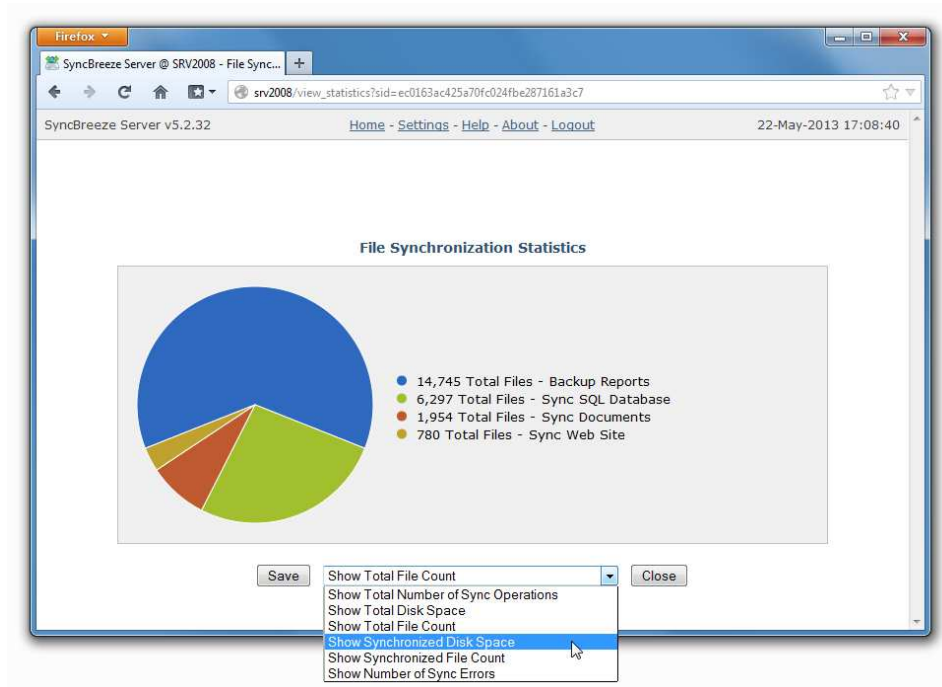 Firefox
SyncBreeze Server @ SRV2008 - File Sync...
srv2008/view_statistics?sid=ec0163ac425a70fc024fbe287161a3c7
SyncBreeze Server v5.2.32 Home - Settings - Help - About - Logout 22-May-2013 17:08:40
File Synchronization Statistics
14,745 Total Files - Backup Reports
6,297 Total Files - Sync SQL Database
1,954 Total Files - Sync Documents
780 Total Files - Sync Web Site
Save Show Total File Count Close
Show Total Number of Sync Operations
Show Total Disk Space
Show Total File Count
Show Synchronized Disk Space
Show Synchronized File Count
Show Number of Sync Errors